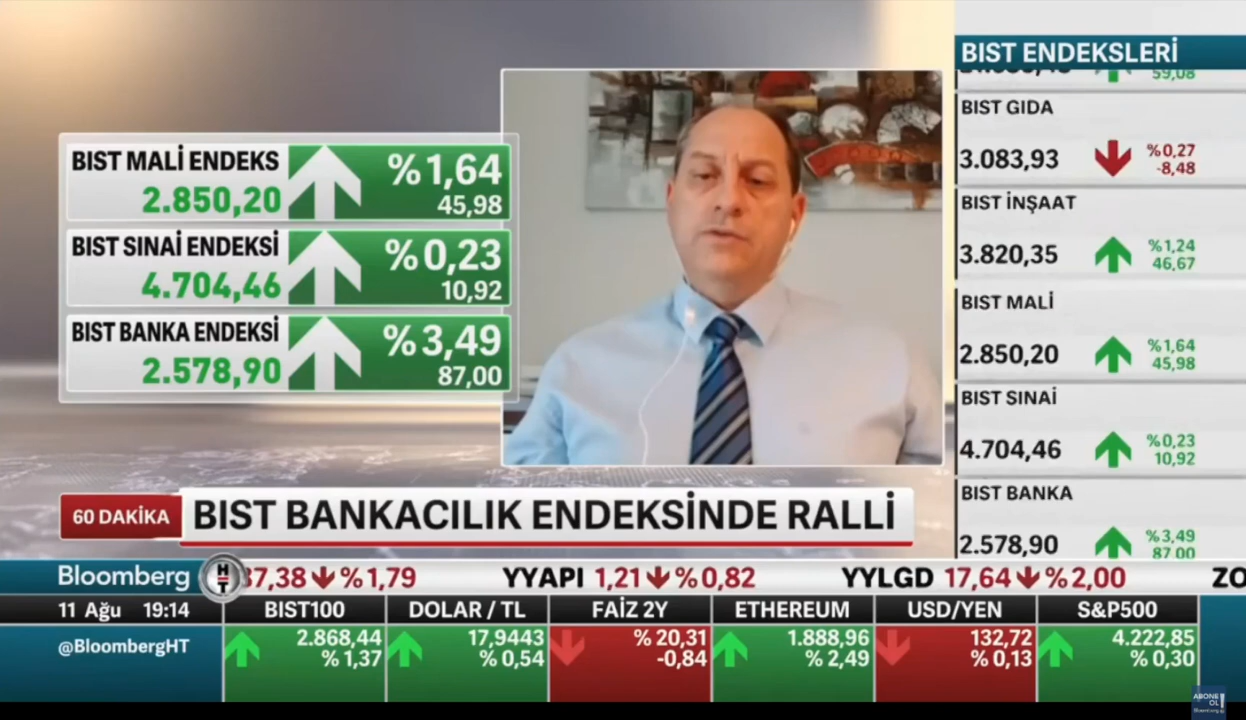 BIST MALİ ENDEKS
2.850,20
%1,64
45,98
BIST SINAİ ENDEKSİ
4.704,46
%0,23
10,92
BIST BANKA ENDEKSİ
2.578,90
%3,49
87,00
BIST ENDEKSLERİ
59,08
BIST GIDA
3.083,93
%0,27
-8,48
BIST İNŞAAT
3.820,35
%1,24
46,67
BIST MALİ
2.850,20
%1,64
45,98
BIST SINAİ
4.704,46
%0,23
10,92
BIST BANKA
2.578,90
%3,49
87,00
60 DAKİKA
BIST BANKACILIK ENDEKSİNDE RALLİ
Bloomberg HT
%1,79 YYAPI 1,21 %0,82 YYLGD 17,64 %2,00 ZO
11 Ağu 19:14
@BloombergHT
BIST100
2.868,44
%1,37
DOLAR / TL
17,9443
%0,54
FAİZ 2Y
%20,31
-0,84
ETHEREUM
1.888,96
%2,49
USD/YEN
132,72
%0,13
S&P500
4.222,85
%0,30
ABONE
OL